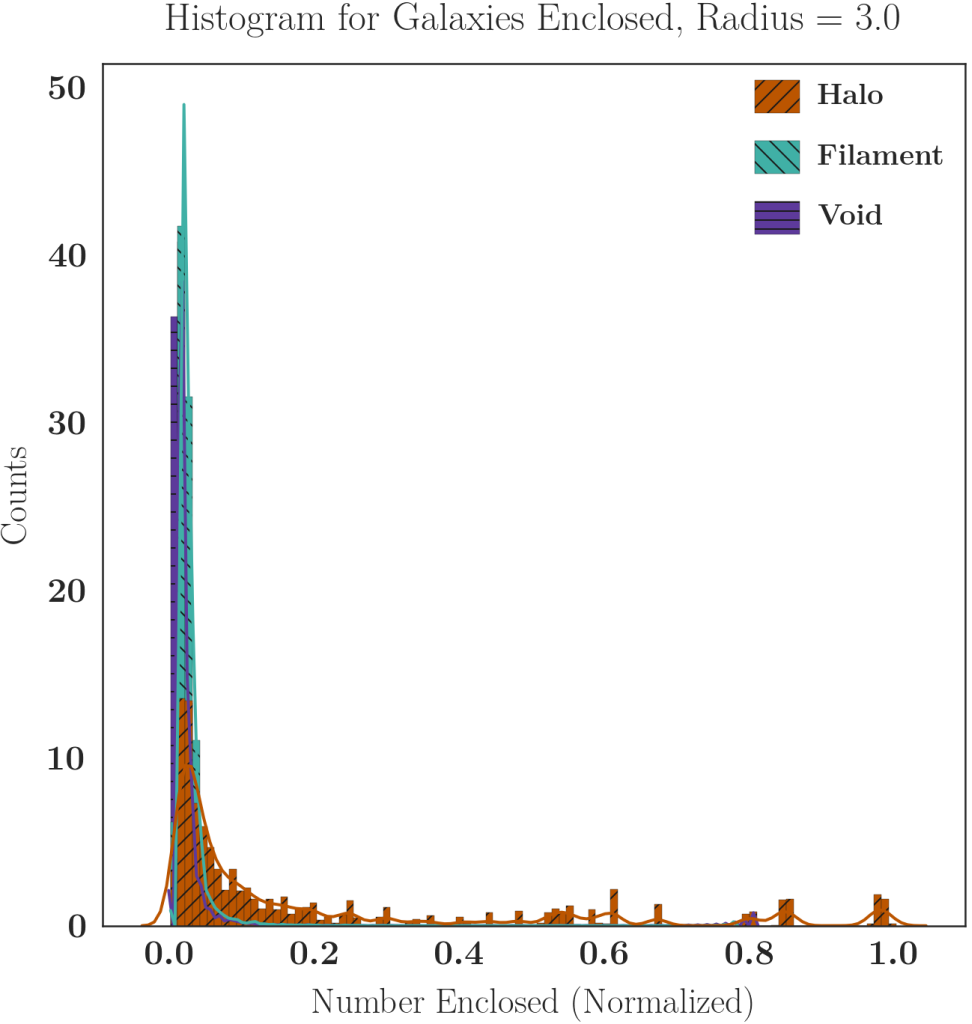 Histogram for Galaxies Enclosed, Radius = 3.0
50
40
30
20
10
0
Counts
Halo
Filament
Void
0.0 0.2 0.4 0.6 0.8 1.0
Number Enclosed (Normalized)